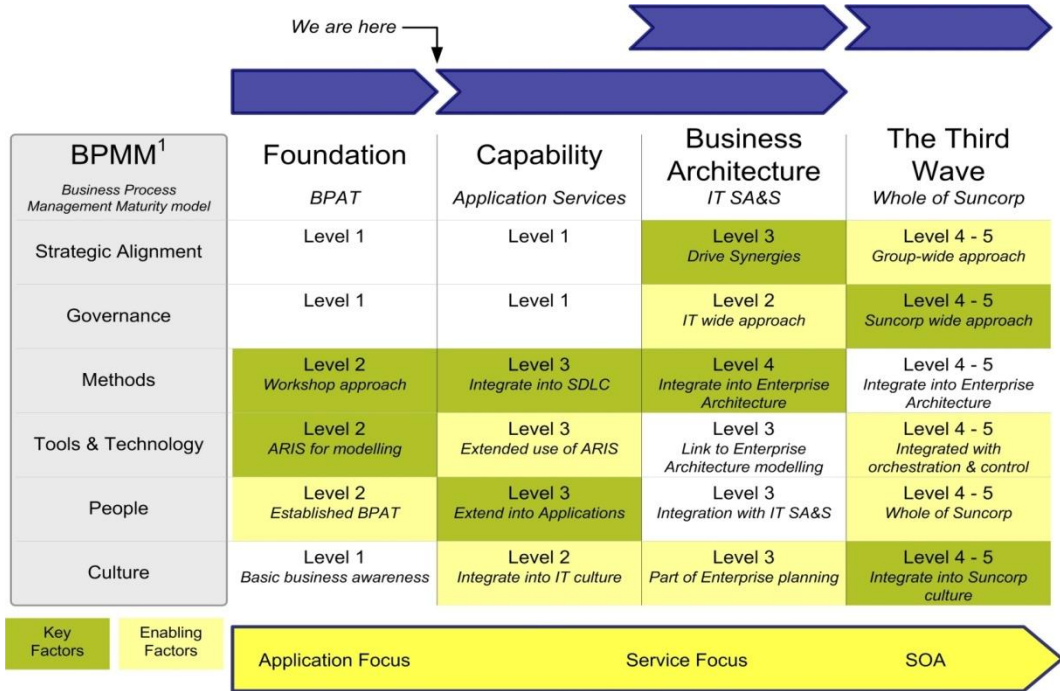 We are here
BPMM1
Business Process
Management Maturity model
Foundation
BPAT
Capability
Application Services
Business
Architecture
IT SA&S
The Third
Wave
Whole of Suncorp
Strategic Alignment
Level 1
Level 1
Level 3
Drive Synergies
Level 4 - 5
Group-wide approach
Governance
Level 1
Level 1
Level 2
IT wide approach
Level 4 - 5
Suncorp wide approach
Methods
Level 2
Workshop approach
Level 3
Integrate into SDLC
Level 4
Integrate into Enterprise
Architecture
Level 4 - 5
Integrate into Enterprise
Architecture
Tools & Technology
Level 2
ARIS for modelling
Level 3
Extended use of ARIS
Level 3
Link to Enterprise
Architecture modelling
Level 4 - 5
Integrated with
orchestration & control
People
Level 2
Established BPAT
Level 3
Extend into Applications
Level 3
Integration with IT SA&S
Level 4 - 5
Whole of Suncorp
Culture
Level 1
Basic business awareness
Level 2
Integrate into IT culture
Level 3
Part of Enterprise planning
Level 4 - 5
Integrate into Suncorp
culture
Key
Factors
Enabling
Factors
Application Focus
Service Focus
SOA